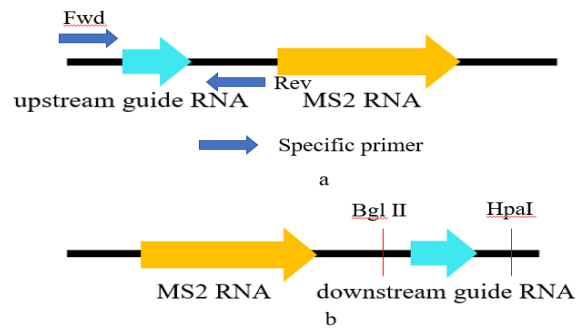 Fwd
Rev
upstream guide RNA MS2 RNA
Specific primer
a
Bgl II HpaI
MS2 RNA downstream guide RNA
b